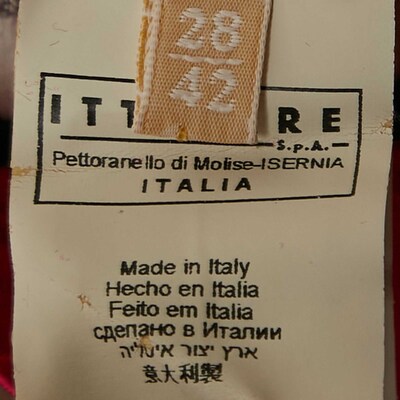 28
42
ITT RE
S.p.A.
Pettoranello di Molise-ISERNIA
ITALIA
Made in Italy
Hecho en Italia
Feito em Italia
сделано в Италии
ארץ יצור איטליה
意大利製